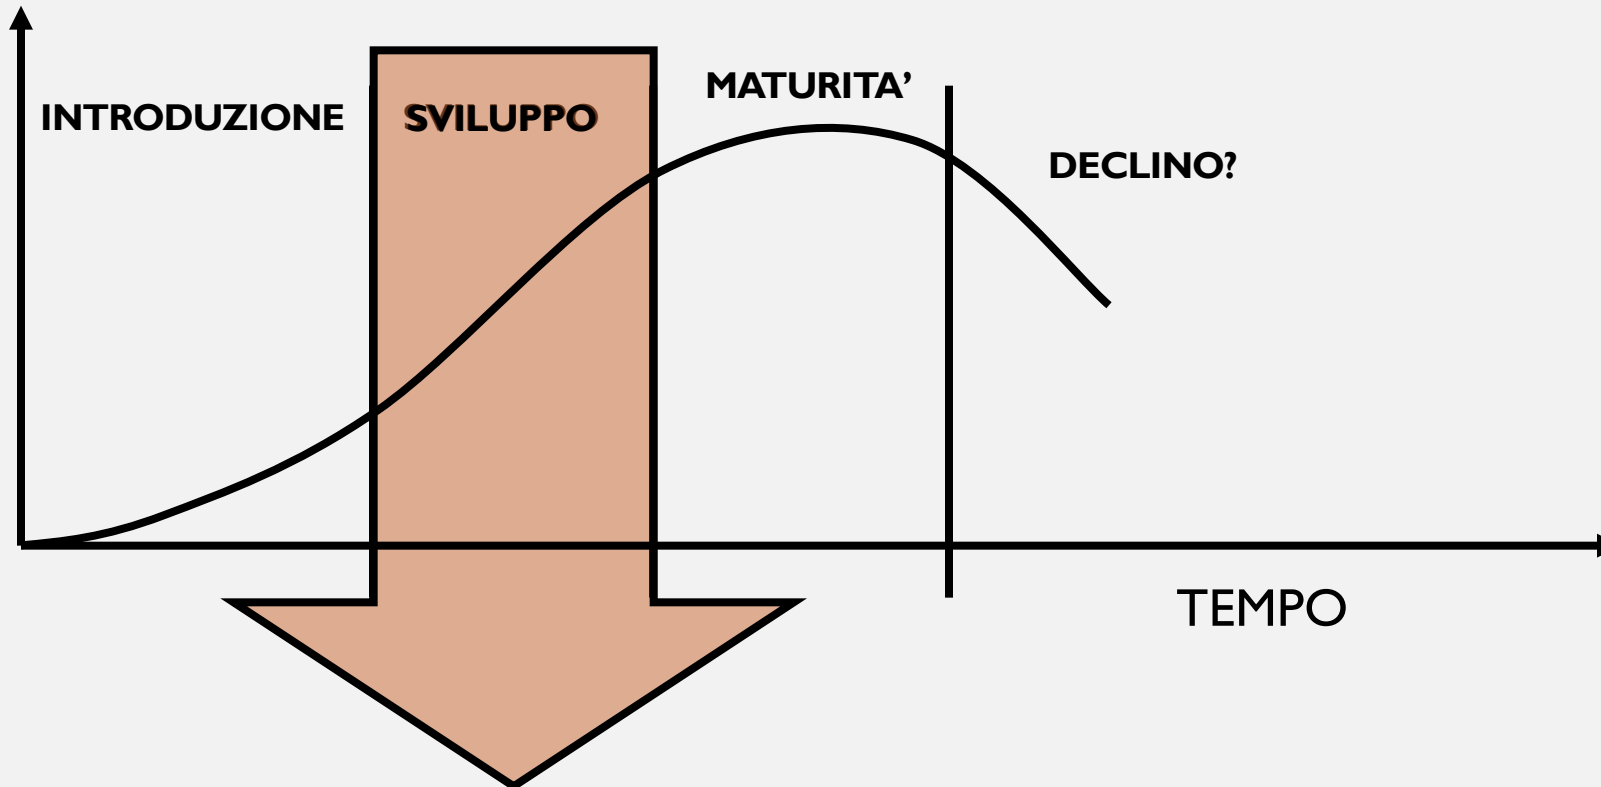 INTRODUZIONE
SVILUPPO
MATURITA’
DECLINO?
TEMPO